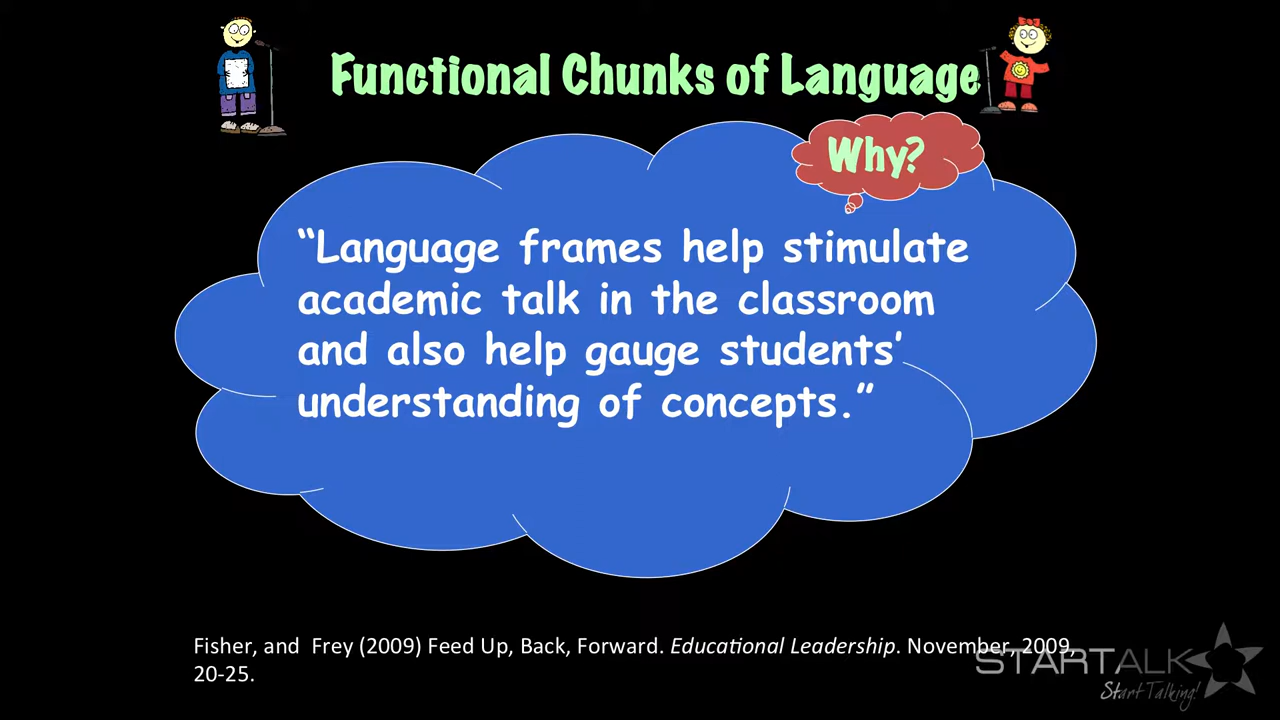 Functional Chunks of Language
Why?
“Language frames help stimulate
academic talk in the classroom
and also help gauge students’
understanding of concepts.”
Fisher, and Frey (2009) Feed Up, Back, Forward. Educational Leadership. November, 2009,
20-25.
STARTALK
Start Talking!